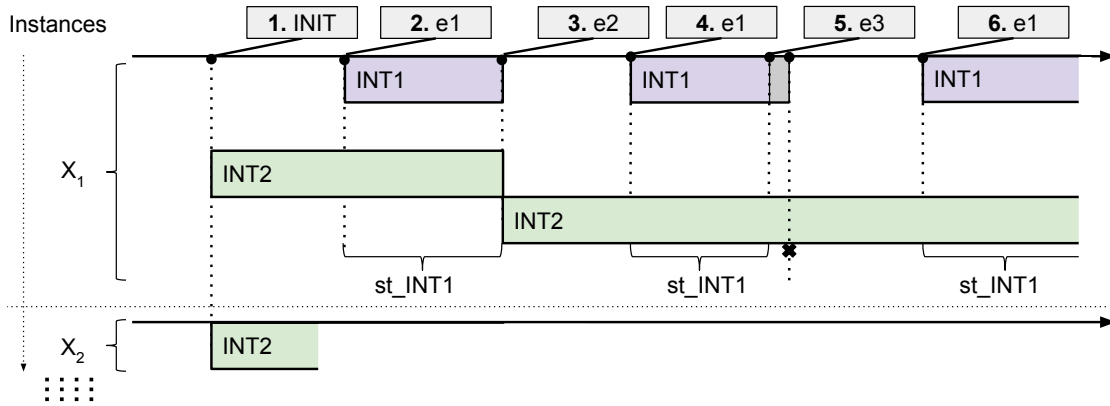 Instances
1. INIT
2. e1
3. e2
4. e1
5. e3
6. e1
INT1
INT1
INT1
X1
INT2
INT2
st_INT1
st_INT1
st_INT1
X2
INT2